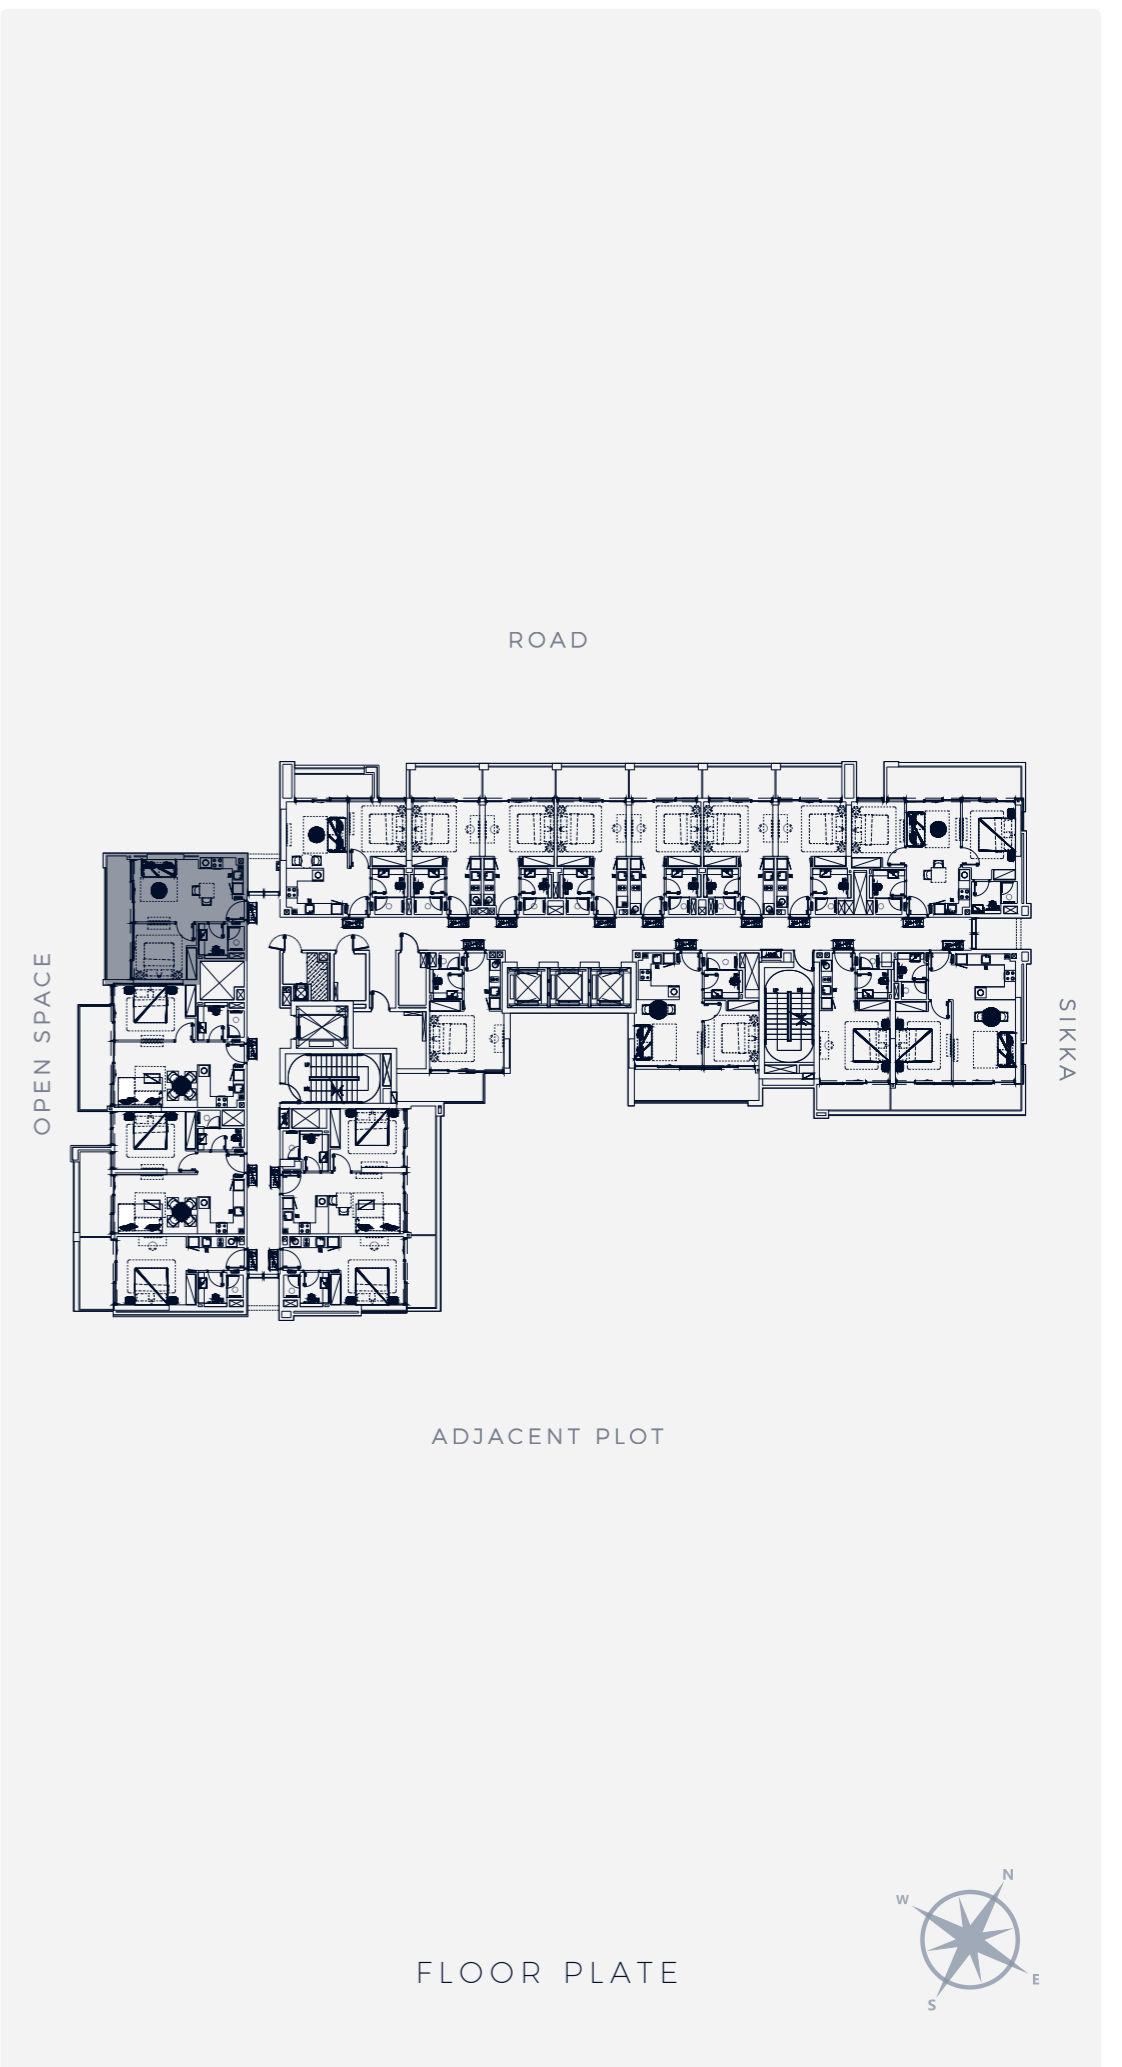 ROAD
OPEN SPACE
SIKKA
ADJACENT PLOT
FLOOR PLATE
N
W
E
S